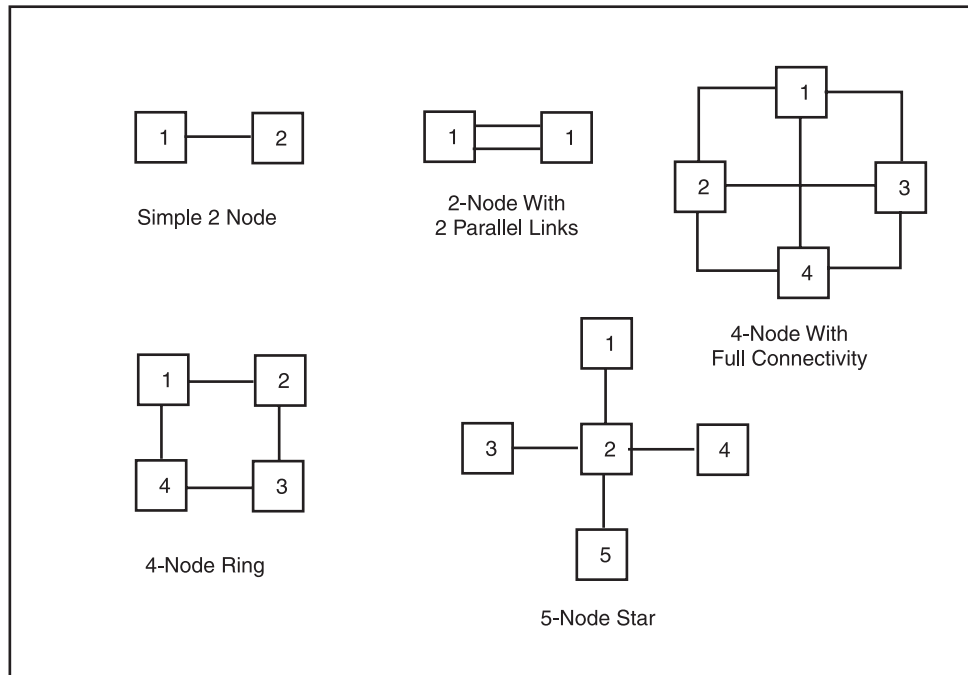 1
2
Simple 2 Node
1
1
2-Node With
2 Parallel Links
1
2
3
4
4-Node With
Full Connectivity
1
2
4
3
4-Node Ring
1
3
2
4
5
5-Node Star